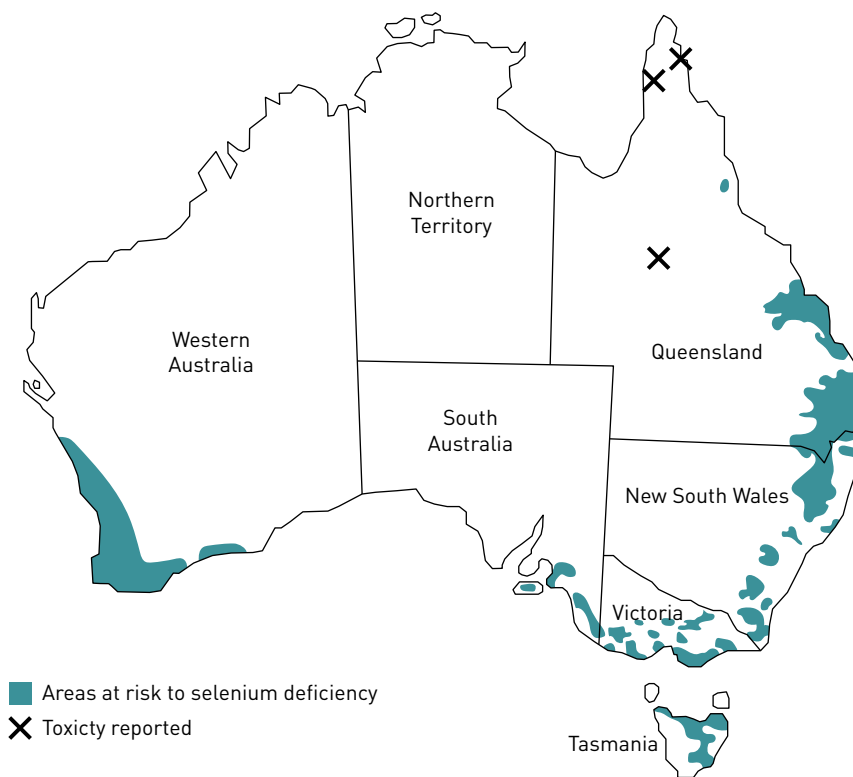 Northern
Territory
Western
Australia
Queensland
South
Australia
New South Wales
Victoria
Areas at risk to selenium deficiency
Toxicty reported
Tasmania